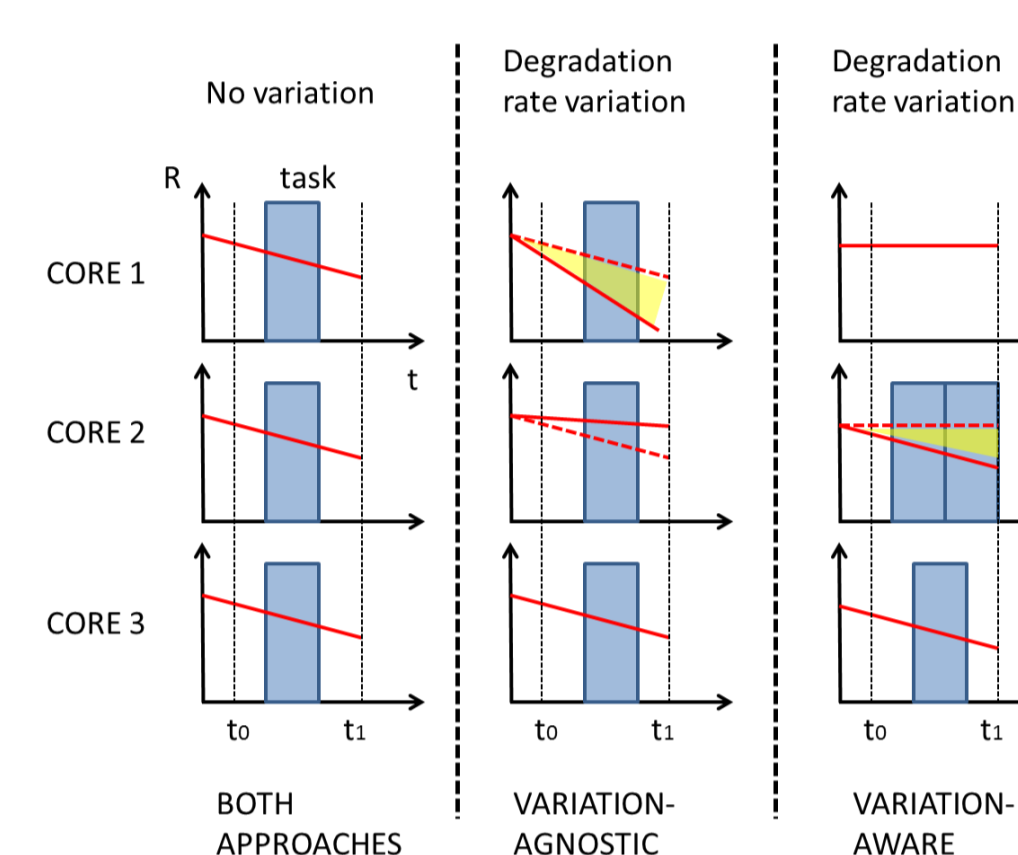 No variation
Degradation
rate variation
Degradation
rate variation
R
task
CORE 1
t
CORE 2
CORE 3
t0
t1
t0
t1
t0
t1
BOTH
APPROACHES
VARIATION-
AGNOSTIC
VARIATION-
AWARE